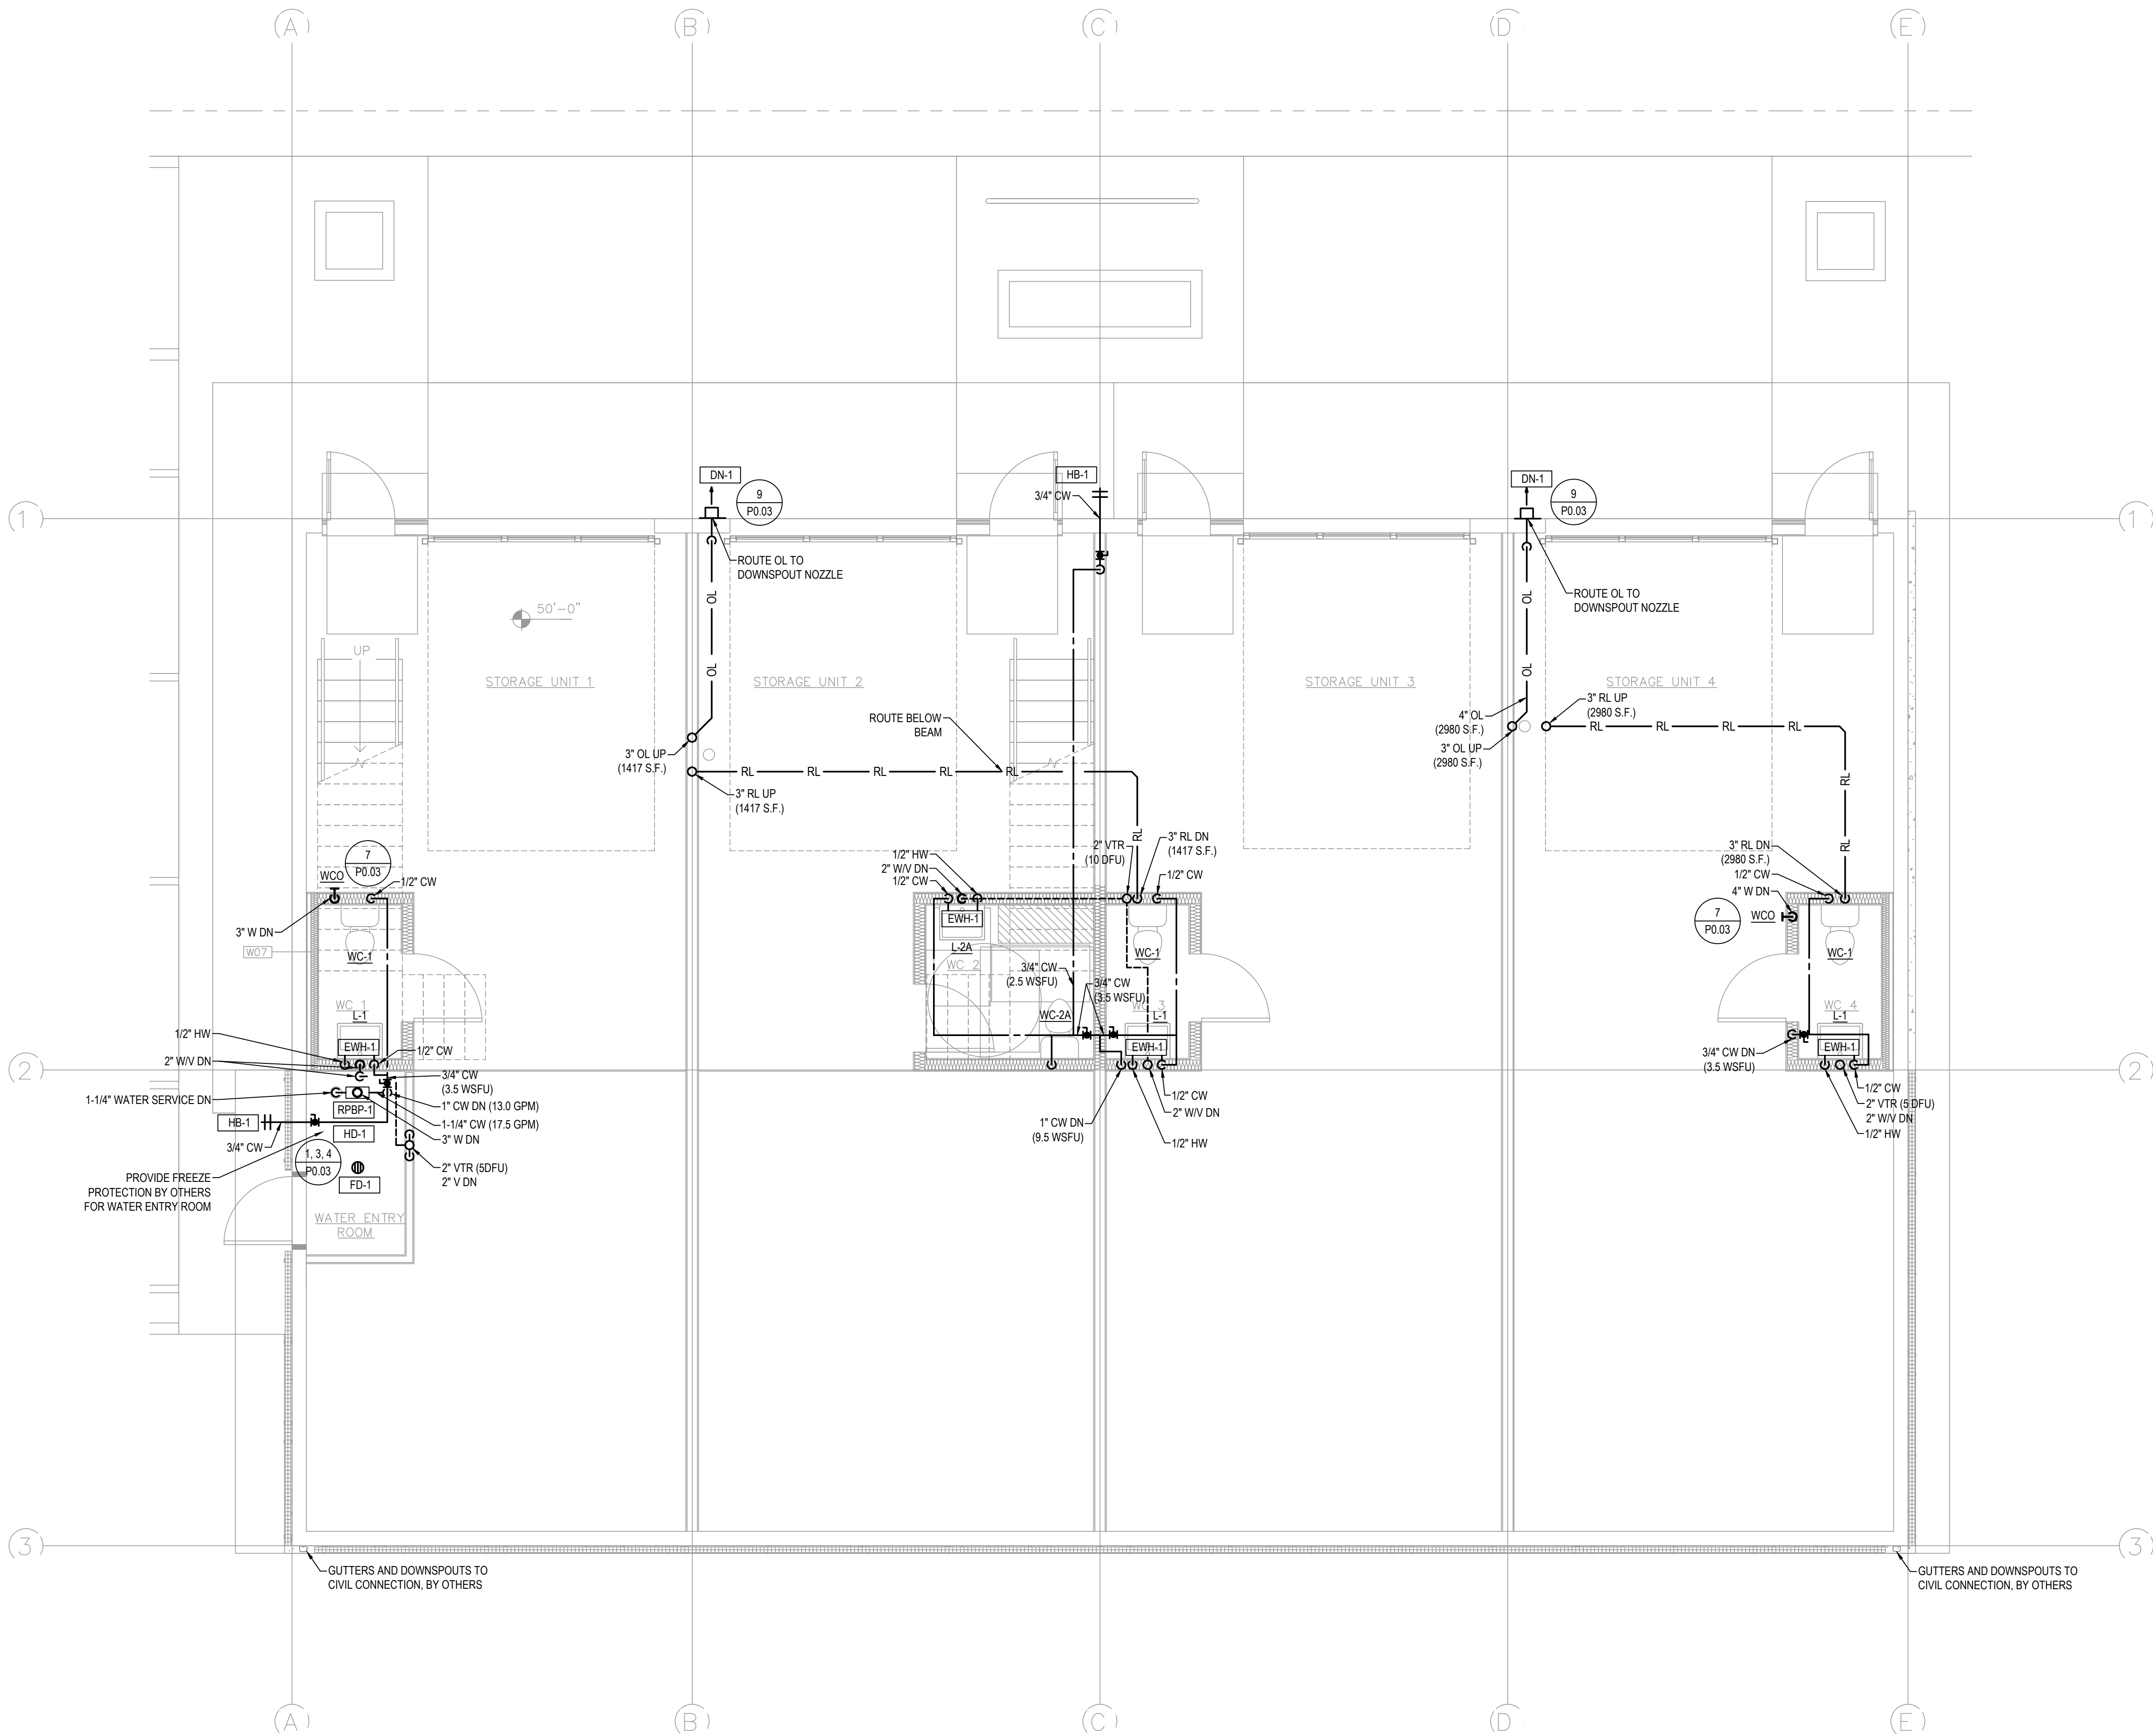 A
B
C
D
E
DN-1
9
P0.03
HB-1
3/4" CW
DN-1
9
P0.03
1
1
ROUTE OL TO
DOWNSPOUT NOZZLE
ROUTE OL TO
DOWNSPOUT NOZZLE
OL
OL
50'-0"
UP
OL
OL
STORAGE UNIT 1
STORAGE UNIT 2
STORAGE UNIT 3
STORAGE UNIT 4
ROUTE BELOW
BEAM
3" RL UP
(2980 S.F.)
4" OL
(2980 S.F.)
3" OL UP
(2980 S.F.)
RL
RL
RL
RL
3" OL UP
(1417 S.F.)
RL
RL
RL
RL
RL
RL
3" RL UP
(1417 S.F.)
RL
RL
7
P0.03
WCO
1/2" CW
3" W DN
W07
WC-1
WC 1
L-1
EWH-1
1/2" HW
2" W/V DN
1/2" CW
1/2" HW
2" W/V DN
1/2" CW
EWH-1
L-2A
WC 2
3/4" CW
(2.5 WSFU)
3/4" CW
(3.5 WSFU)
WC-2A
2" VTR
(10 DFU)
3" RL DN
(1417 S.F.)
1/2" CW
WC-1
WC 3
L-1
EWH-1
1/2" CW
2" W/V DN
1/2" HW
1" CW DN
(9.5 WSFU)
3" RL DN
(2980 S.F.)
1/2" CW
4" W DN
WCO
7
P0.03
WC-1
WC 4
L-1
EWH-1
3/4" CW DN
(3.5 WSFU)
1/2" CW
2" VTR (5 DFU)
2" W/V DN
1/2" HW
2
2
3/4" CW
(3.5 WSFU)
1" CW DN (13.0 GPM)
1-1/4" CW (17.5 GPM)
3" W DN
1-1/4" WATER SERVICE DN
RPBP-1
HB-1
HD-1
3/4" CW
1, 3, 4
P0.03
2" VTR (5DFU)
2" V DN
FD-1
PROVIDE FREEZE
PROTECTION BY OTHERS
FOR WATER ENTRY ROOM
WATER ENTRY
ROOM
3
3
GUTTERS AND DOWNSPOUTS TO
CIVIL CONNECTION, BY OTHERS
GUTTERS AND DOWNSPOUTS TO
CIVIL CONNECTION, BY OTHERS
A
B
C
D
E